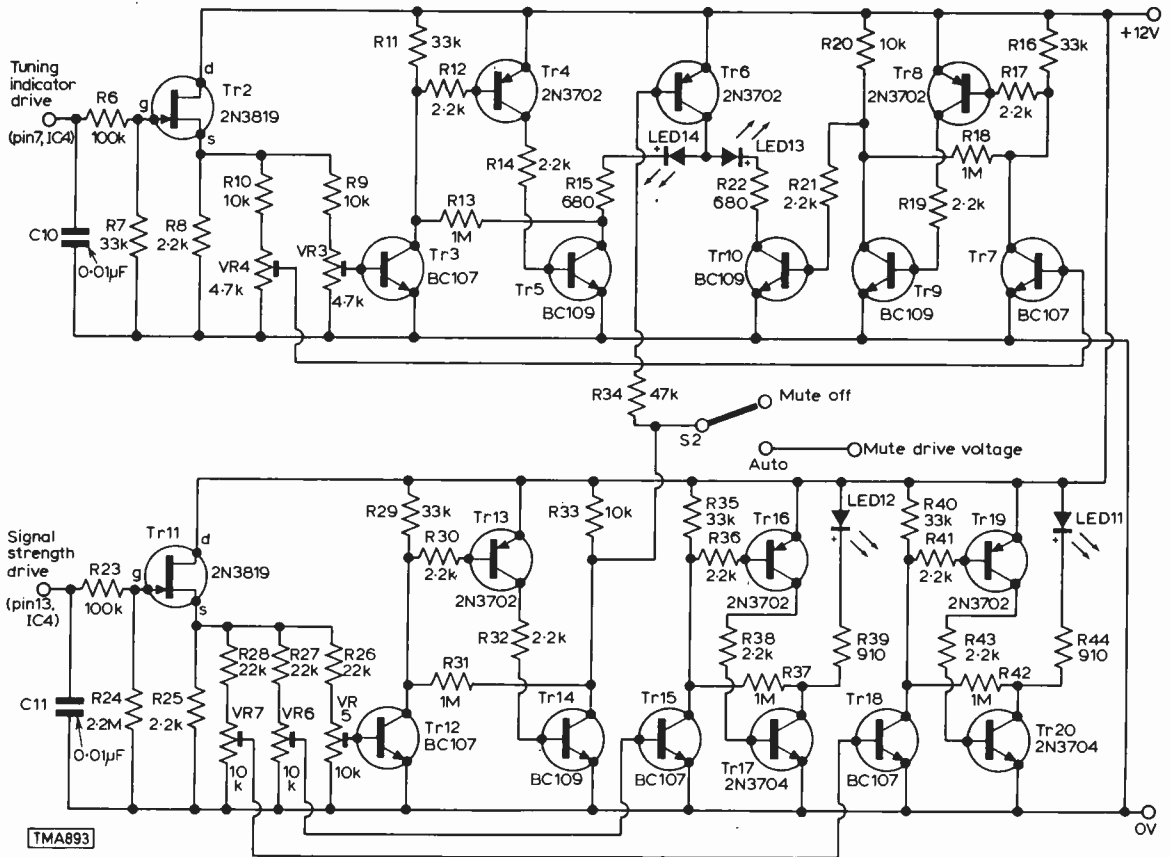 +12V
Tuning
indicator
drive
(pin7, IC4)
R6
100k
g
d
s
Tr2
2N3819
C10
0·01µF
R7
33k
R8
2.2k
R10
10k
VR4
4.7k
R9
10k
VR3
4.7k
R11
33k
R12
2.2k
Tr4
2N3702
R14
2.2k
R13
1M
Tr3
BC107
Tr5
BC109
R15
680
LED14
+
Tr6
2N3702
LED13
+
R22
680
Tr10
BC109
R21
2.2k
R20
10k
Tr8
2N3702
R17
2.2k
R16
33k
R18
1M
R19
2.2k
Tr9
BC109
Tr7
BC107
R34
47k
S2
Mute off
Auto
Mute drive voltage
Signal
strength
drive
(pin13,
IC4)
R23
100k
g
d
s
Tr11
2N3819
C11
0·01µF
R24
2·2M
R25
2·2k
R28
22k
VR7
10
k
R27
22k
VR6
10
k
R26
22k
VR
5
10k
R29
33k
R30
2·2k
Tr13
2N3702
R32
2·2k
R31
1M
Tr12
BC107
R33
10k
Tr14
BC109
R35
33k
R36
2·2k
Tr16
2N3702
R38
2·2k
R37
1M
Tr15
BC107
Tr17
2N3704
LED12
+
R39
910
R40
33k
R41
2·2k
Tr19
2N3702
R43
2·2k
R42
1M
Tr18
BC107
Tr20
2N3704
LED11
+
R44
910
0V
TMA893